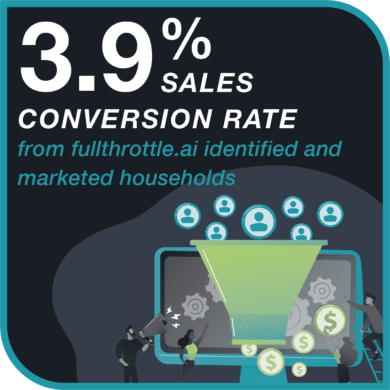 3.9%
SALES
CONVERSION RATE
from fullthrottle.ai identified and
marketed households
$
$
$
$